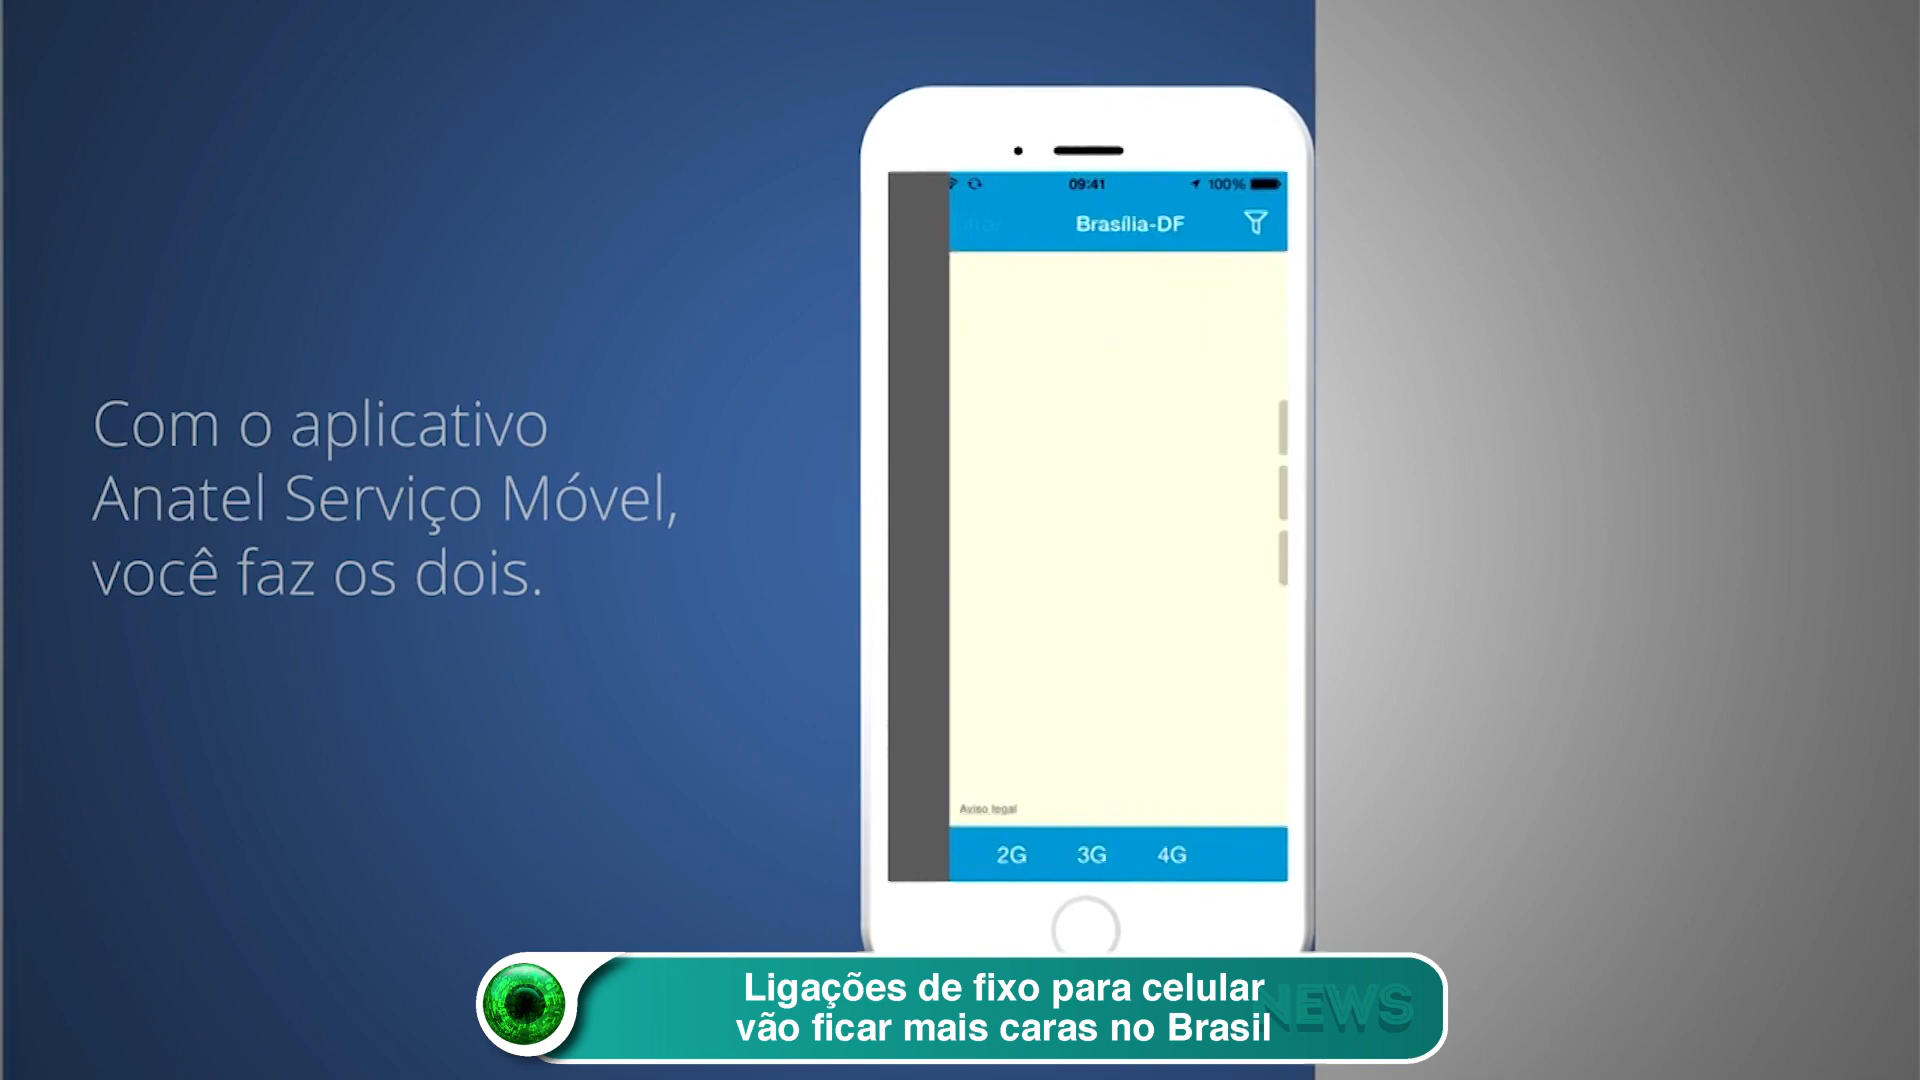 09:41
100%
Brasília-DF
Com o aplicativo
Anatel Serviço Móvel,
você faz os dois.
Aviso legal
2G 3G 4G
Ligações de fixo para celular
vão ficar mais caras no Brasil
NEWS